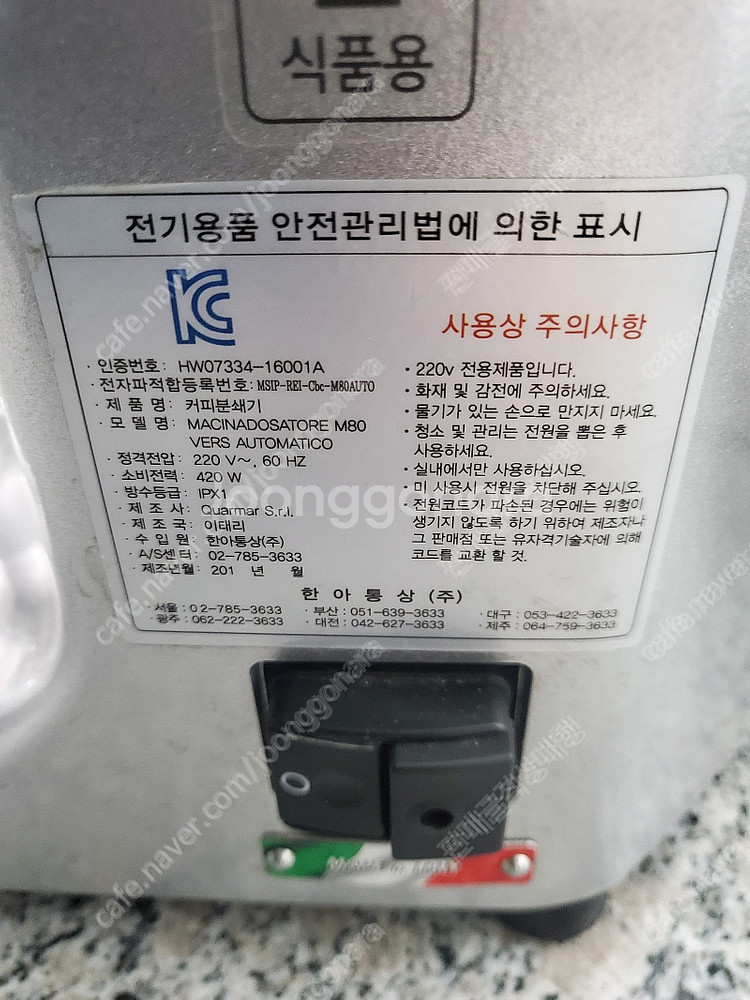 식품용
전기용품 안전관리법에 의한 표시
사용상 주의사항
· 인증번호: HW07334-16001A
· 전자파적합등록번호: MSIP-REI-Cbc-M80AUTO
· 제 품 명: 커피분쇄기
· 모 델 명: MACINADOSATORE M80
VERS AUTOMATICO
· 정격전압: 220 V~, 60 HZ
· 소비전력: 420 W
· 방수등급: IPX1
· 제 조 사: Quarmar S.r.l.
· 제 조 국: 이태리
· 수 입 원: 한아통상(주)
· A/S센터: 02-785-3633
· 제조년월: 201 년 월
· 220v 전용제품입니다.
· 화재 및 감전에 주의하세요.
· 물기가 있는 손으로 만지지 마세요.
· 청소 및 관리는 전원을 뽑은 후
사용하세요.
· 실내에서만 사용하십시오.
· 미 사용시 전원을 차단해 주십시오.
· 전원코드가 파손된 경우에는 위험이
생기지 않도록 하기 위하여 제조자나
그 판매점 또는 유자격기술자에 의해
코드를 교환 할 것.
한 아 통 상 (주)
· 서울: 02-785-3633 · 부산: 051-639-3633 · 대구: 053-422-3633
· 광주: 062-222-3633 · 대전: 042-627-3633 · 제주: 064-759-3633
cafe.naver.com/joonggonara
joonggonara